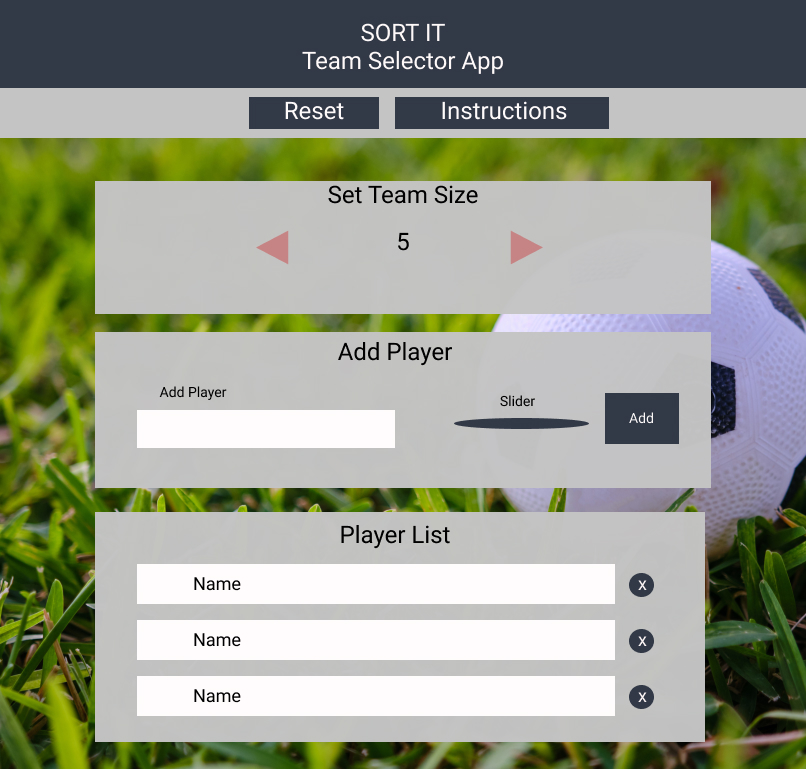 SORT IT
Team Selector App
Reset
Instructions
Set Team Size
5
Add Player
Add Player
Slider
Add
Player List
Name
X
Name
X
Name
X